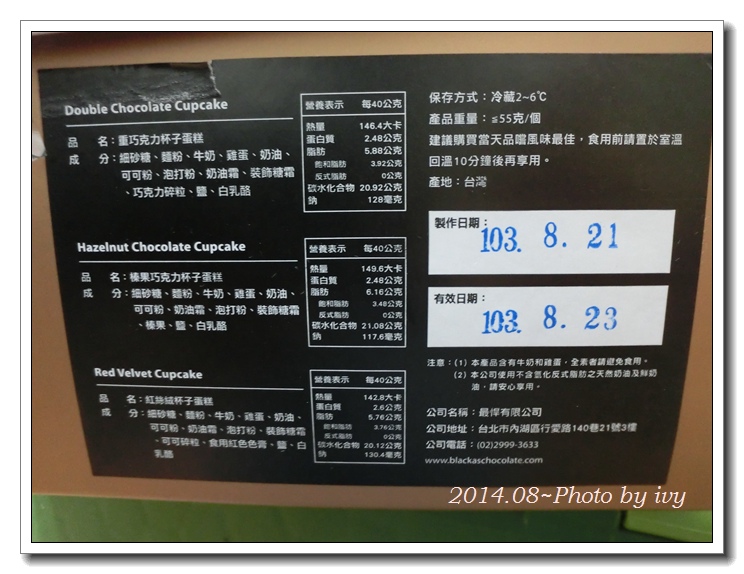 Double Chocolate Cupcake
品　名：重巧克力杯子蛋糕
成　分：細砂糖、麵粉、牛奶、雞蛋、奶油、
可可粉、泡打粉、奶油霜、裝飾糖霜
、巧克力碎粒、鹽、白乳酪
營養表示 每40公克
熱量 146.4大卡
蛋白質 2.48公克
脂肪 5.88公克
飽和脂肪 3.92公克
反式脂肪 0公克
碳水化合物 20.92公克
鈉 128毫克
Hazelnut Chocolate Cupcake
品　名：榛果巧克力杯子蛋糕
成　分：細砂糖、麵粉、牛奶、雞蛋、奶油、
可可粉、奶油霜、泡打粉、裝飾糖霜
、榛果、鹽、白乳酪
營養表示 每40公克
熱量 149.6大卡
蛋白質 2.48公克
脂肪 6.16公克
飽和脂肪 3.48公克
反式脂肪 0公克
碳水化合物 21.08公克
鈉 117.6毫克
Red Velvet Cupcake
品　名：紅絲絨杯子蛋糕
成　分：細砂糖、麵粉、牛奶、雞蛋、奶油、
可可粉、奶油霜、泡打粉、裝飾糖霜
、可可碎粒、食用紅色色膏、鹽、白
乳酪
營養表示 每40公克
熱量 142.8大卡
蛋白質 2.6公克
脂肪 5.76公克
飽和脂肪 3.76公克
反式脂肪 0公克
碳水化合物 20.12公克
鈉 130.4毫克
保存方式：冷藏2~6℃
產品重量：≦55克/個
建議購買當天品嚐風味最佳，食用前請置於室溫
回溫10分鐘後再享用。
產地：台灣
製作日期：
103. 8. 21
有效日期：
103. 8. 23
注意：(1) 本產品含有牛奶和雞蛋，全素者請避免食用。
(2) 本公司使用不含氫化反式脂肪之天然奶油及鮮奶
油，請安心享用。
公司名稱：最悍有限公司
公司地址：台北市內湖區行愛路140巷21號3樓
公司電話：(02)2999-3633
www.blackaschocolate.com
2014.08~Photo by ivy